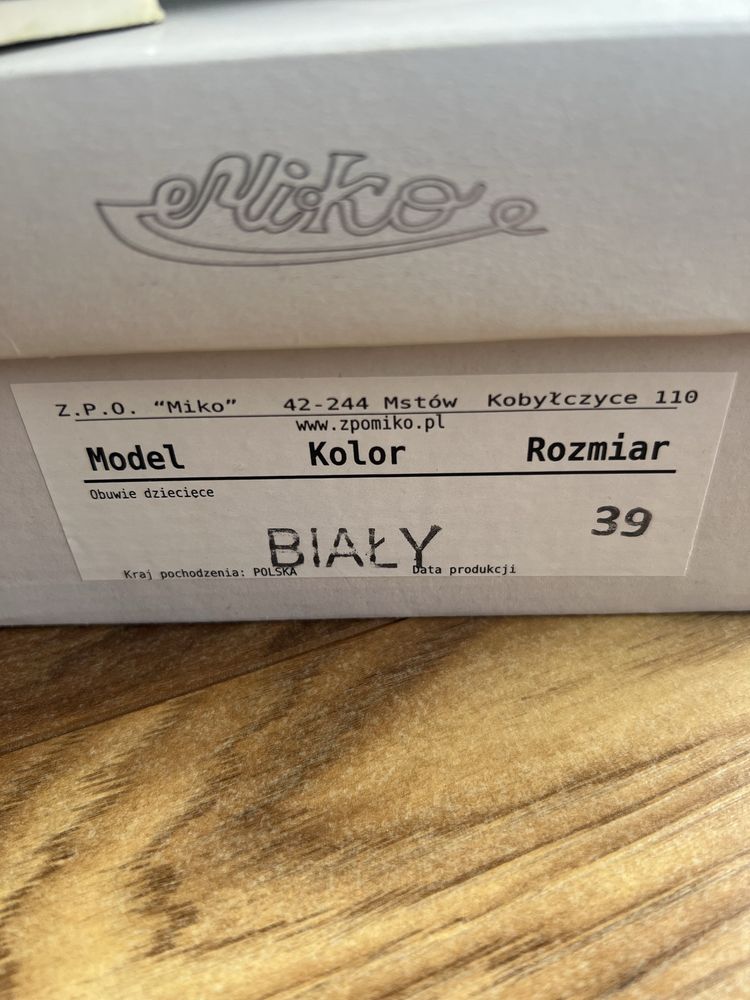 Miko
Z.P.O. “Miko” 42-244 Mstów Kobyłczyce 110
www.zpomiko.pl
Model Kolor Rozmiar
Obuwie dziecięce
BIAŁY 39
Kraj pochodzenia: POLSKA Data produkcji